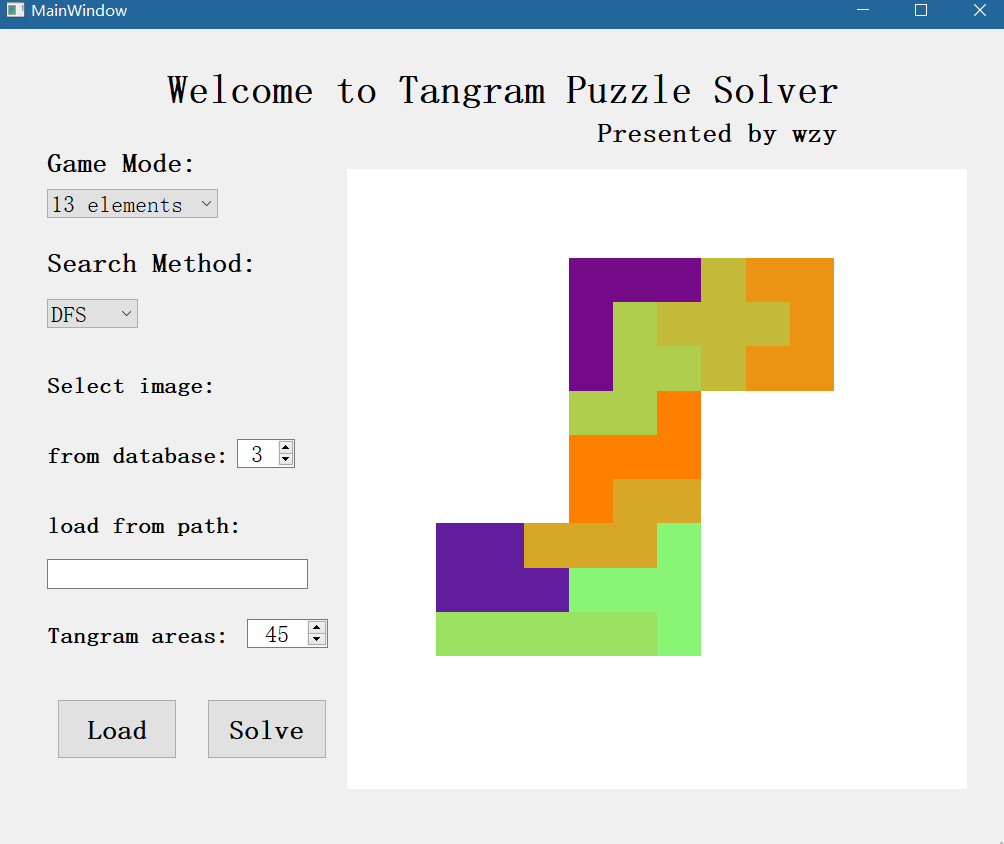 MainWindow
Welcome to Tangram Puzzle Solver
Presented by wzy
Game Mode:
13 elements
Search Method:
DFS
Select image:
from database: 3
load from path:
Tangram areas: 45
Load Solve